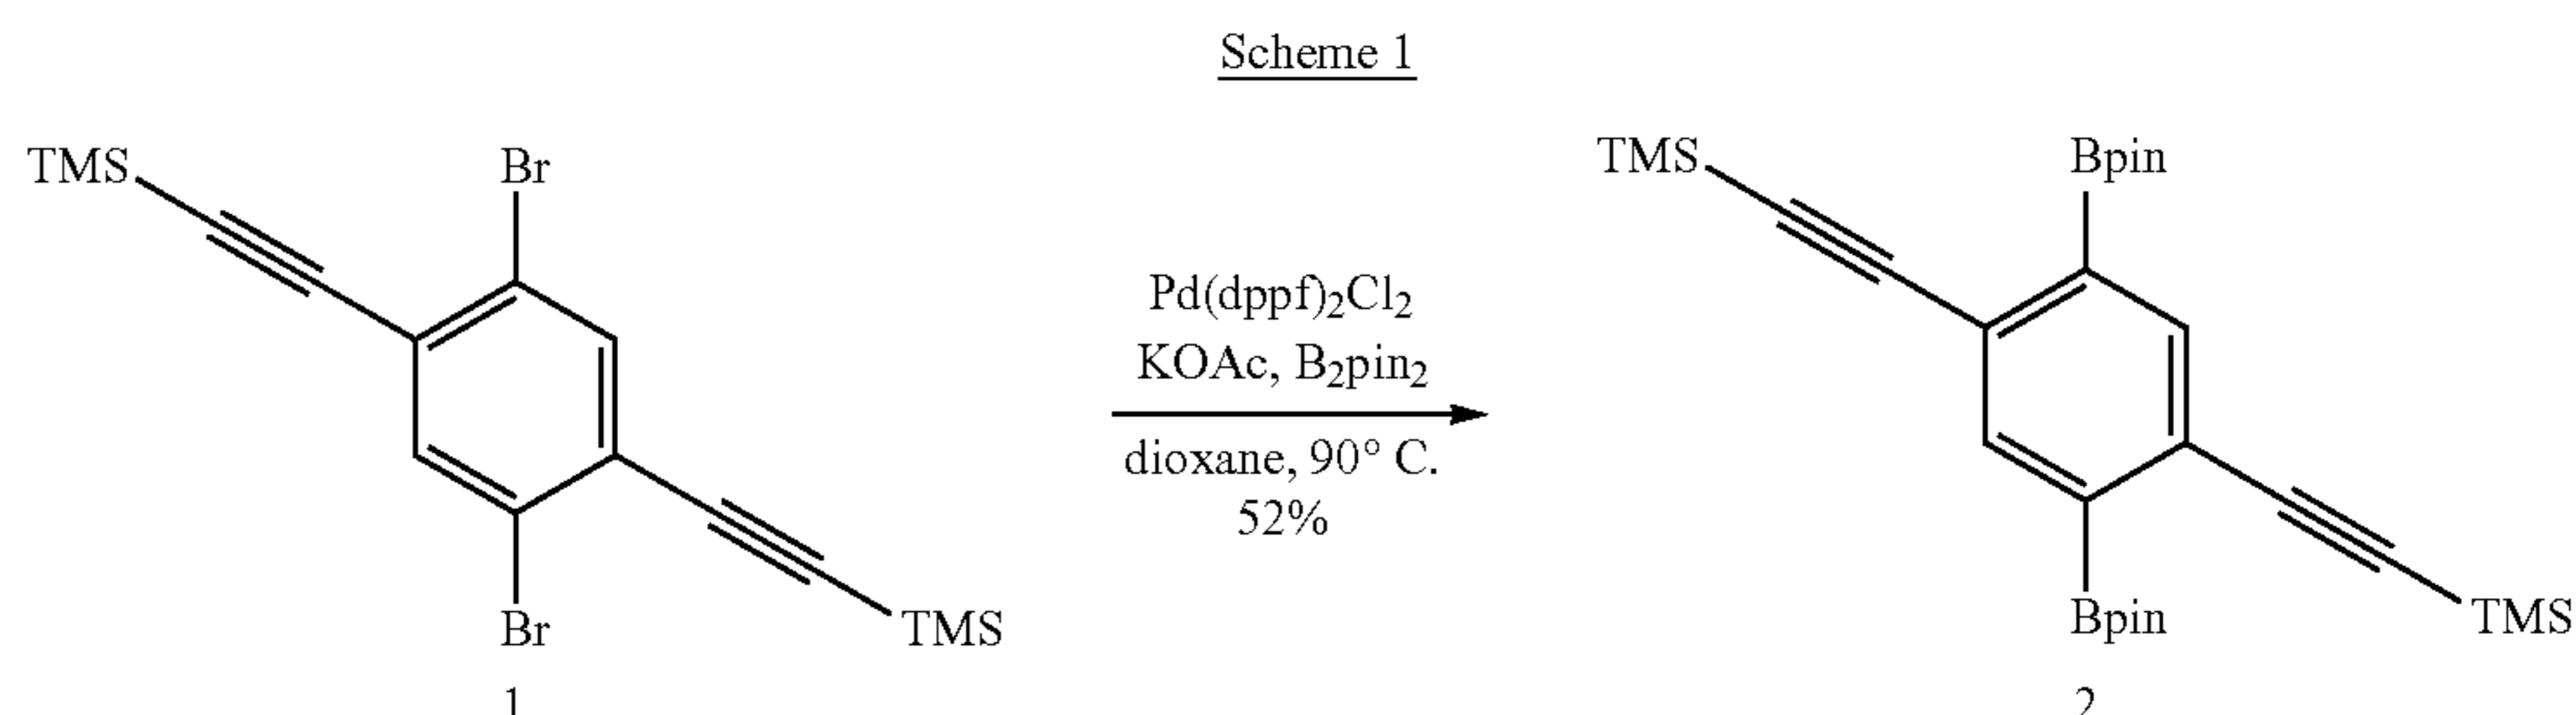 Scheme 1
TMS
Br
Br
TMS
1
Pd(dppf)₂Cl₂
KOAc, B₂pin₂
dioxane, 90° C.
52%
TMS
Bpin
Bpin
TMS
2